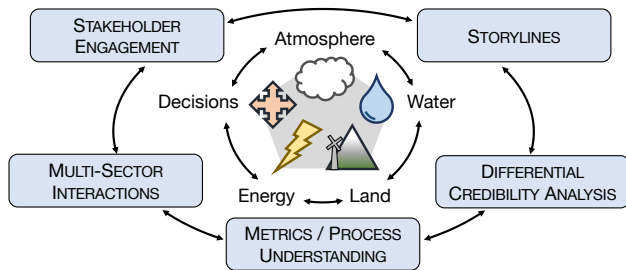 STAKEHOLDER
ENGAGEMENT
STORYLINES
Atmosphere
Decisions
Water
MULTI-SECTOR
INTERACTIONS
DIFFERENTIAL
CREDIBILITY ANALYSIS
Energy
Land
METRICS / PROCESS
UNDERSTANDING